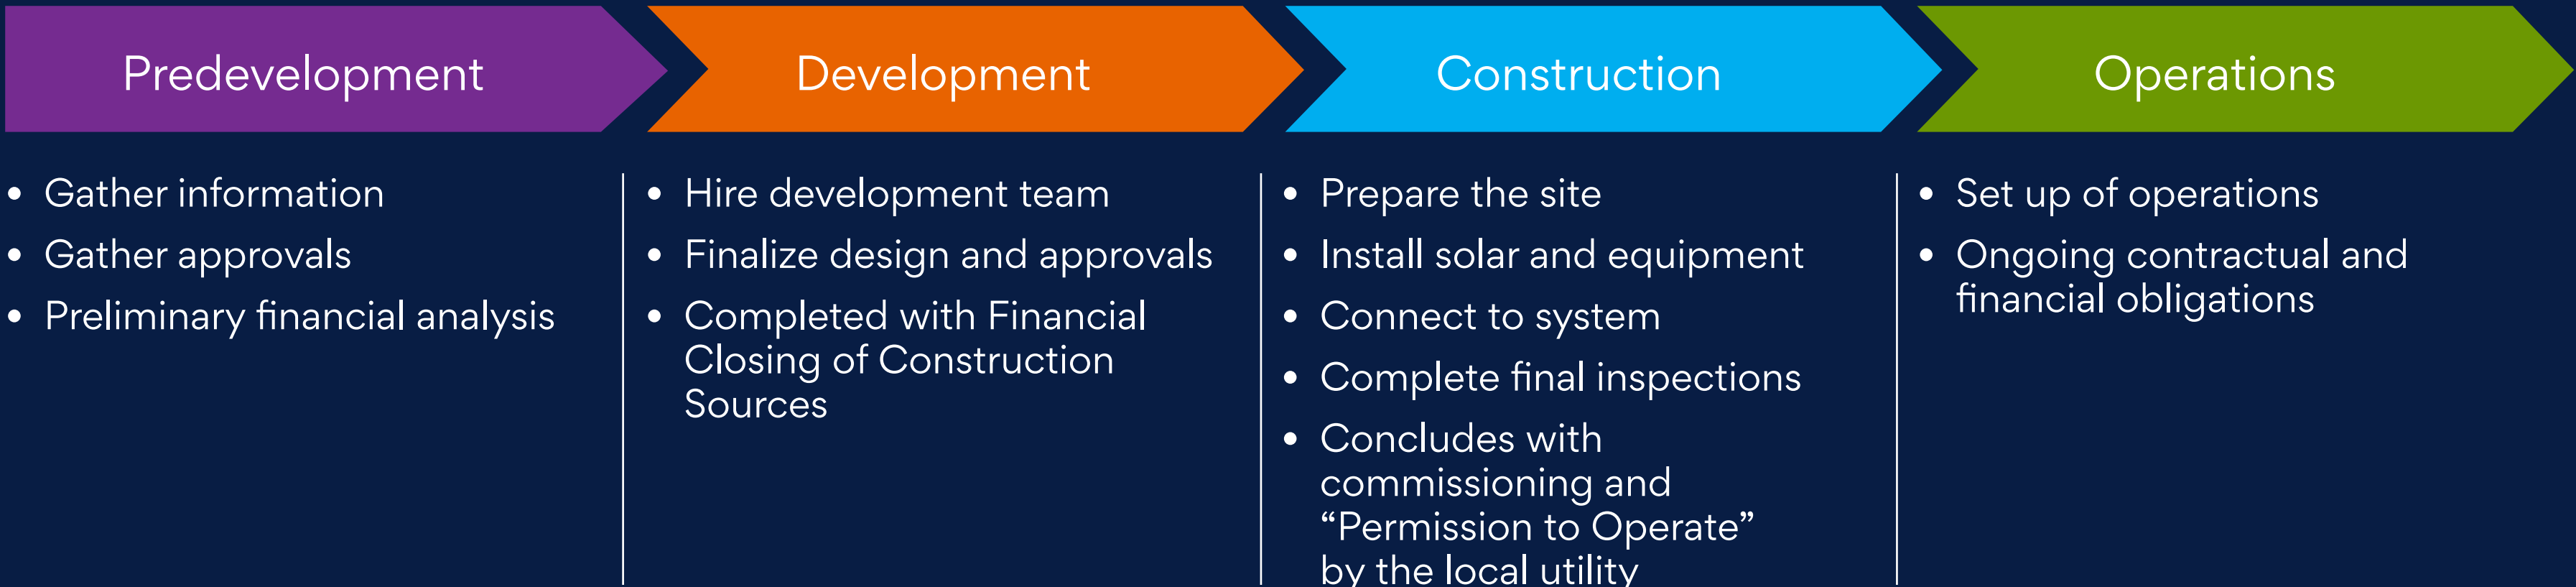 Predevelopment
• Gather information
• Gather approvals
• Preliminary financial analysis
Development
• Hire development team
• Finalize design and approvals
• Completed with Financial
Closing of Construction
Sources
Construction
• Prepare the site
• Install solar and equipment
• Connect to system
• Complete final inspections
• Concludes with
commissioning and
“Permission to Operate”
by the local utility
Operations
• Set up of operations
• Ongoing contractual and
financial obligations